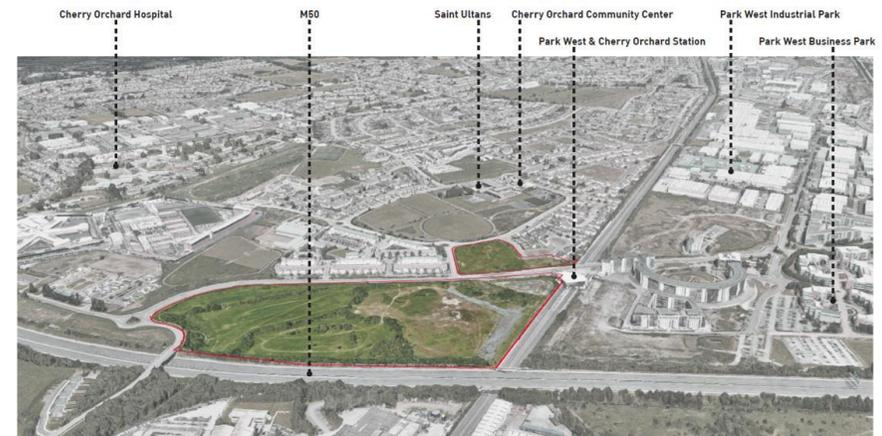 Cherry Orchard Hospital
M50
Saint Ultans
Cherry Orchard Community Center
Park West Industrial Park
Park West & Cherry Orchard Station
Park West Business Park